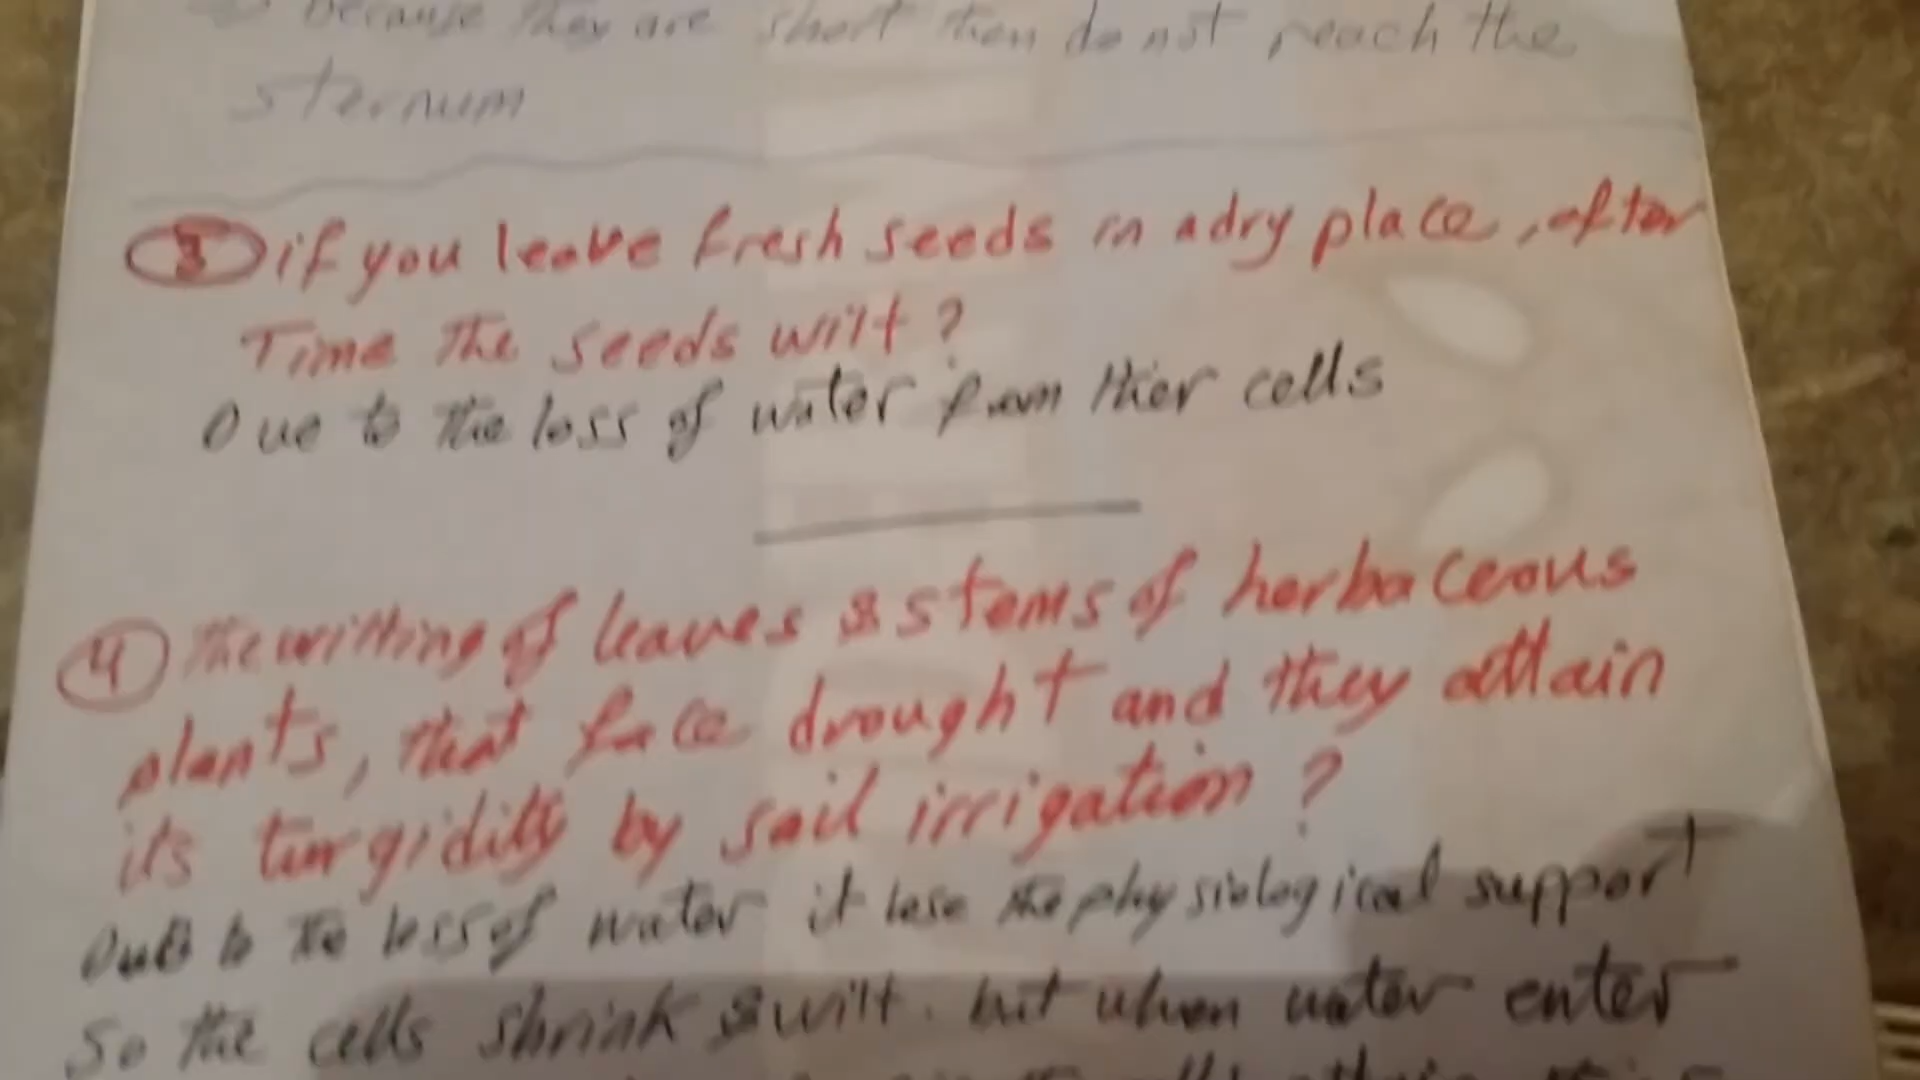 because they are short then do not reach the
sternum
3 if you leave fresh seeds in a dry place, after
Time the seeds wilt?
Due to the loss of water from thier cells
4 the wilting of leaves & stems of herbaceous
plants, that face drought and they attain
its turgidity by soil irrigation?
Due to the loss of water it lose the physiological support
So the cells shrink & wilt. but when water enter